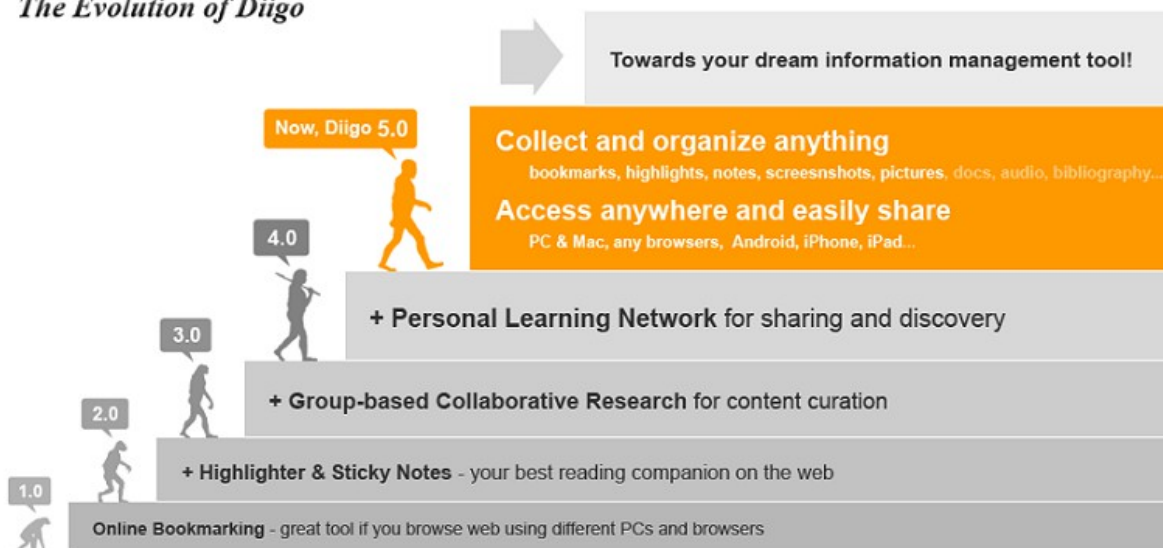 The Evolution of Diigo
Towards your dream information management tool!
Now, Diigo 5.0
Collect and organize anything
bookmarks, highlights, notes, screesnshots, pictures, docs, audio, bibliography...
Access anywhere and easily share
PC & Mac, any browsers, Android, iPhone, iPad...
4.0
+ Personal Learning Network for sharing and discovery
3.0
+ Group-based Collaborative Research for content curation
2.0
+ Highlighter & Sticky Notes - your best reading companion on the web
1.0
Online Bookmarking - great tool if you browse web using different PCs and browsers